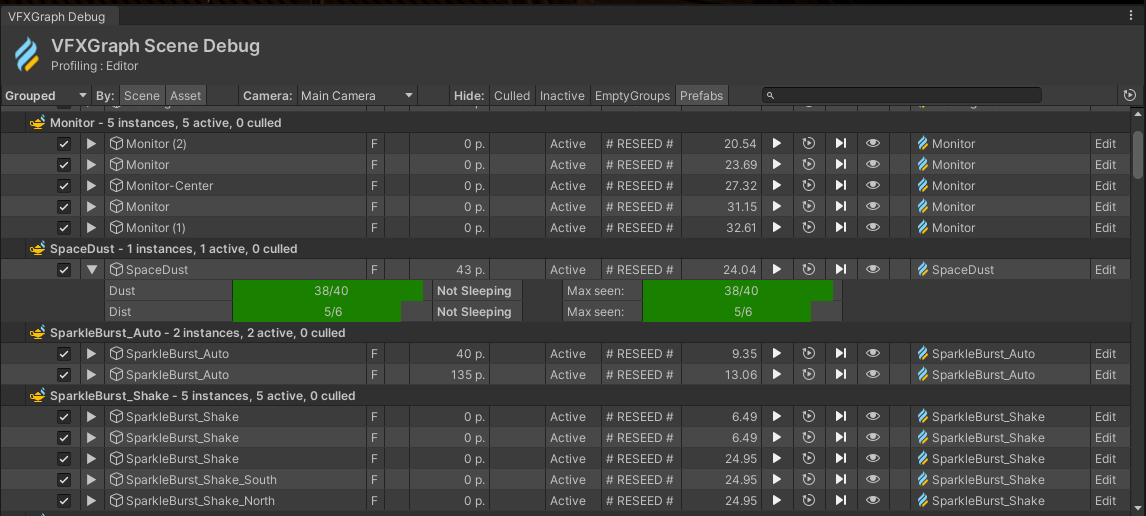 VFXGraph Debug
VFXGraph Scene Debug
Profiling : Editor
Grouped By: Scene Asset Camera: Main Camera Hide: Culled Inactive EmptyGroups Prefabs
Monitor - 5 instances, 5 active, 0 culled
Monitor (2) F 0 p. Active # RESEED # 20.54 Monitor Edit
Monitor F 0 p. Active # RESEED # 23.69 Monitor Edit
Monitor-Center F 0 p. Active # RESEED # 27.32 Monitor Edit
Monitor F 0 p. Active # RESEED # 31.15 Monitor Edit
Monitor (1) F 0 p. Active # RESEED # 32.61 Monitor Edit
SpaceDust - 1 instances, 1 active, 0 culled
SpaceDust F 43 p. Active # RESEED # 24.04 SpaceDust Edit
Dust 38/40 Not Sleeping Max seen: 38/40
Dist 5/6 Not Sleeping Max seen: 5/6
SparkleBurst_Auto - 2 instances, 2 active, 0 culled
SparkleBurst_Auto F 40 p. Active # RESEED # 9.35 SparkleBurst_Auto Edit
SparkleBurst_Auto F 135 p. Active # RESEED # 13.06 SparkleBurst_Auto Edit
SparkleBurst_Shake - 5 instances, 5 active, 0 culled
SparkleBurst_Shake F 0 p. Active # RESEED # 6.49 SparkleBurst_Shake Edit
SparkleBurst_Shake F 0 p. Active # RESEED # 6.49 SparkleBurst_Shake Edit
SparkleBurst_Shake F 0 p. Active # RESEED # 24.95 SparkleBurst_Shake Edit
SparkleBurst_Shake_South F 0 p. Active # RESEED # 24.95 SparkleBurst_Shake Edit
SparkleBurst_Shake_North F 0 p. Active # RESEED # 24.95 SparkleBurst_Shake Edit